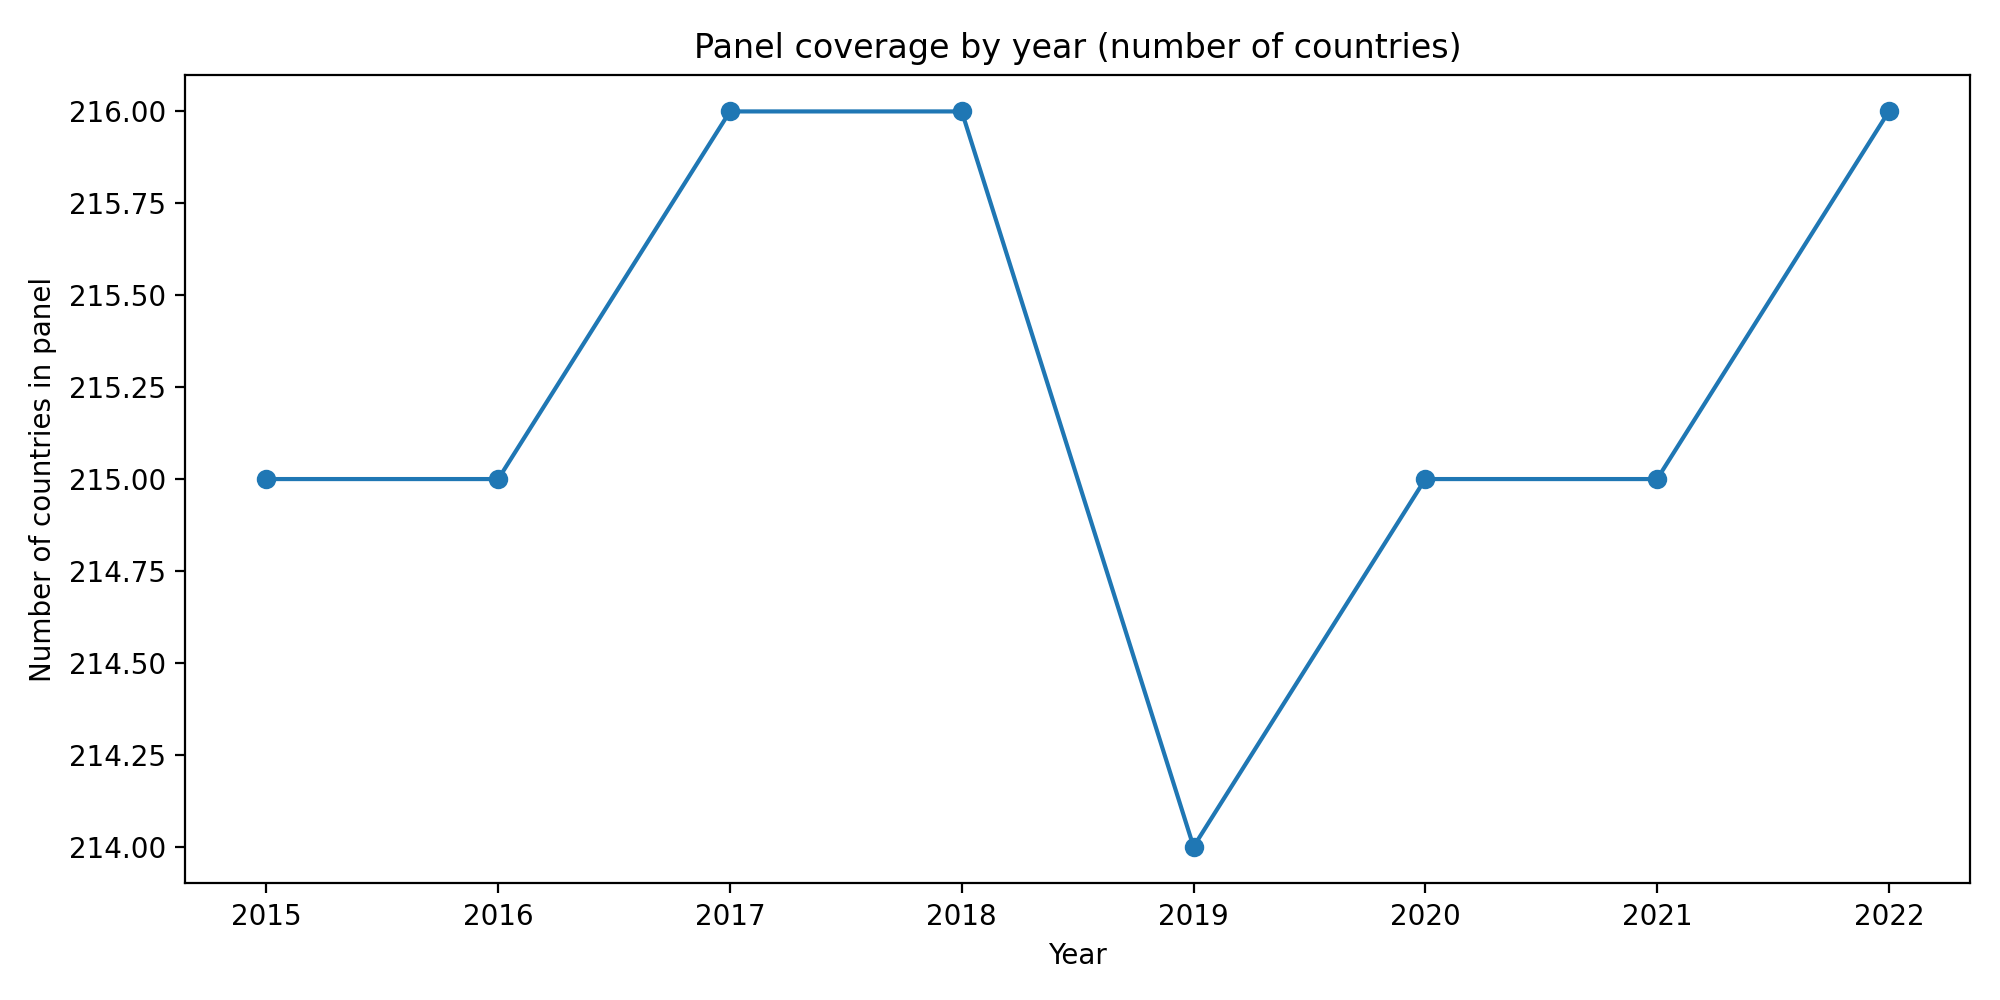 Panel coverage by year (number of countries)
Number of countries in panel
216.00
215.75
215.50
215.25
215.00
214.75
214.50
214.25
214.00
2015 2016 2017 2018 2019 2020 2021 2022
Year